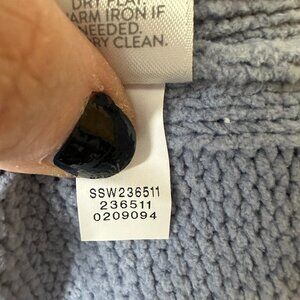 DRY FLAT.
WARM IRON IF
NEEDED.
DRY CLEAN.
SSW236511
236511
0209094